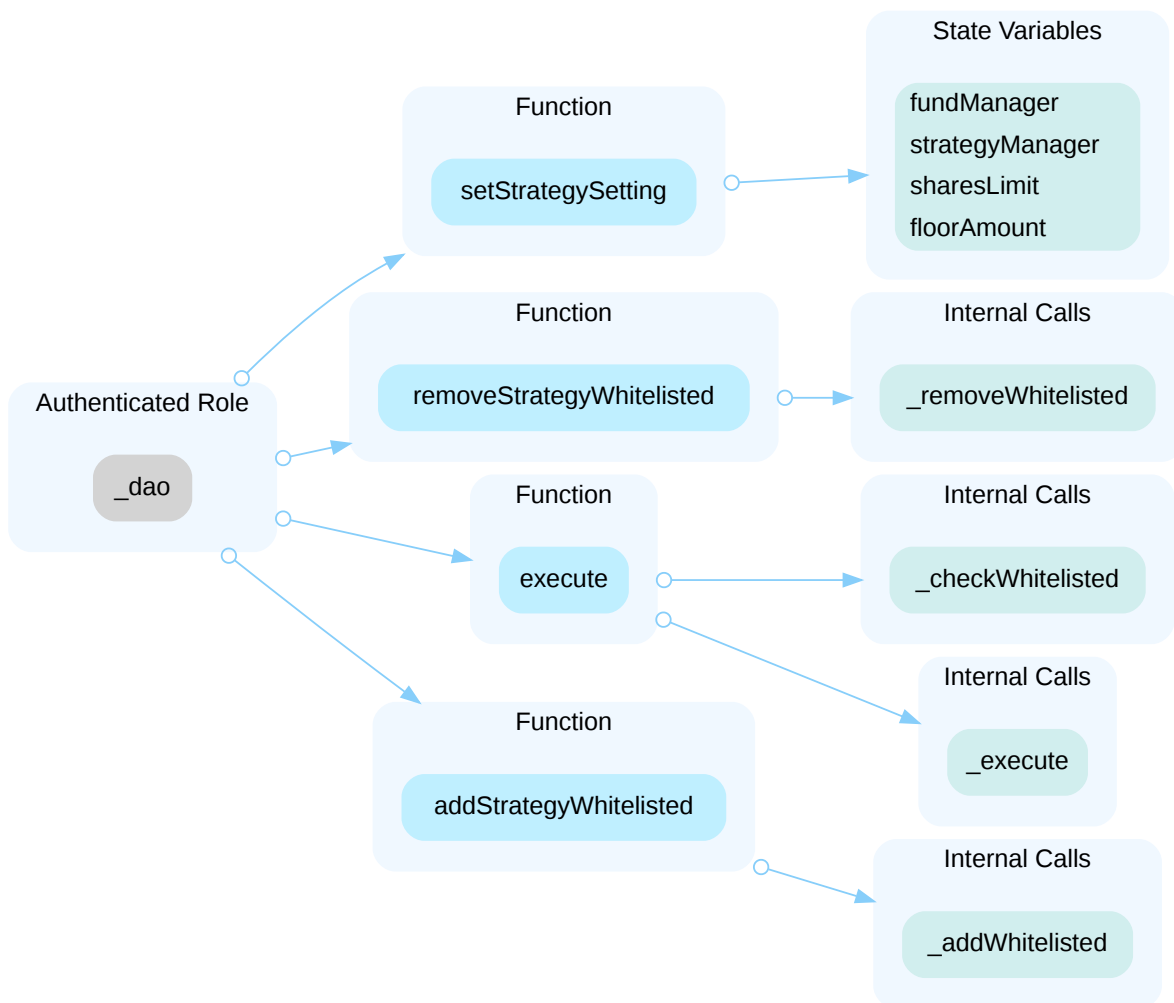 State Variables
fundManager
strategyManager
sharesLimit
floorAmount
Function
setStrategySetting
Function
removeStrategyWhitelisted
Internal Calls
_removeWhitelisted
Authenticated Role
_dao
Function
execute
Internal Calls
_checkWhitelisted
Internal Calls
_execute
Function
addStrategyWhitelisted
Internal Calls
_addWhitelisted